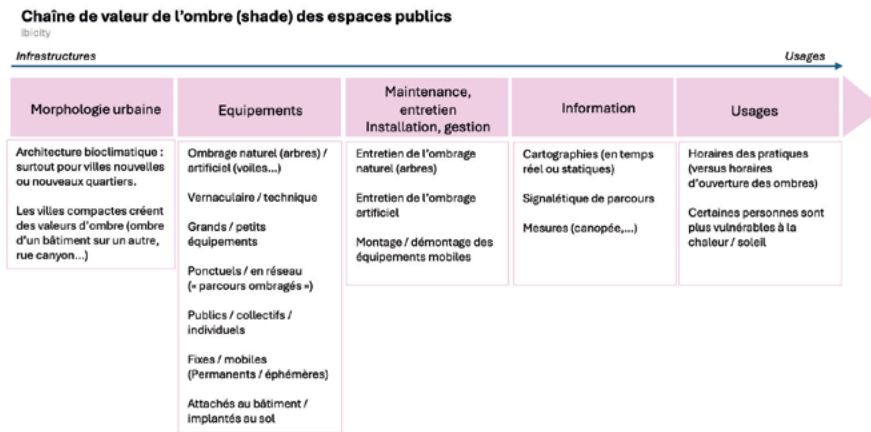 Chaîne de valeur de l'ombre (shade) des espaces publics
ibicity
Infrastructures
Usages
Morphologie urbaine
Architecture bioclimatique :
surtout pour villes nouvelles
ou nouveaux quartiers.
Les villes compactes créent
des valeurs d'ombre (ombre
d'un bâtiment sur un autre,
rue canyon...)
Equipements
Ombrage naturel (arbres) /
artificiel (voiles...)
Vernaculaire / technique
Grands / petits
équipements
Ponctuels / en réseau
(« parcours ombragés »)
Publics / collectifs /
individuels
Fixes / mobiles
(Permanents / éphémères)
Attachés au bâtiment /
implantés au sol
Maintenance,
entretien
Installation, gestion
Entretien de l'ombrage
naturel (arbres)
Entretien de l'ombrage
artificiel
Montage / démontage des
équipements mobiles
Information
Cartographies (en temps
réel ou statiques)
Signalétique de parcours
Mesures (canopée,...)
Usages
Horaires des pratiques
(versus horaires
d'ouverture des ombres)
Certaines personnes sont
plus vulnérables à la
chaleur / soleil